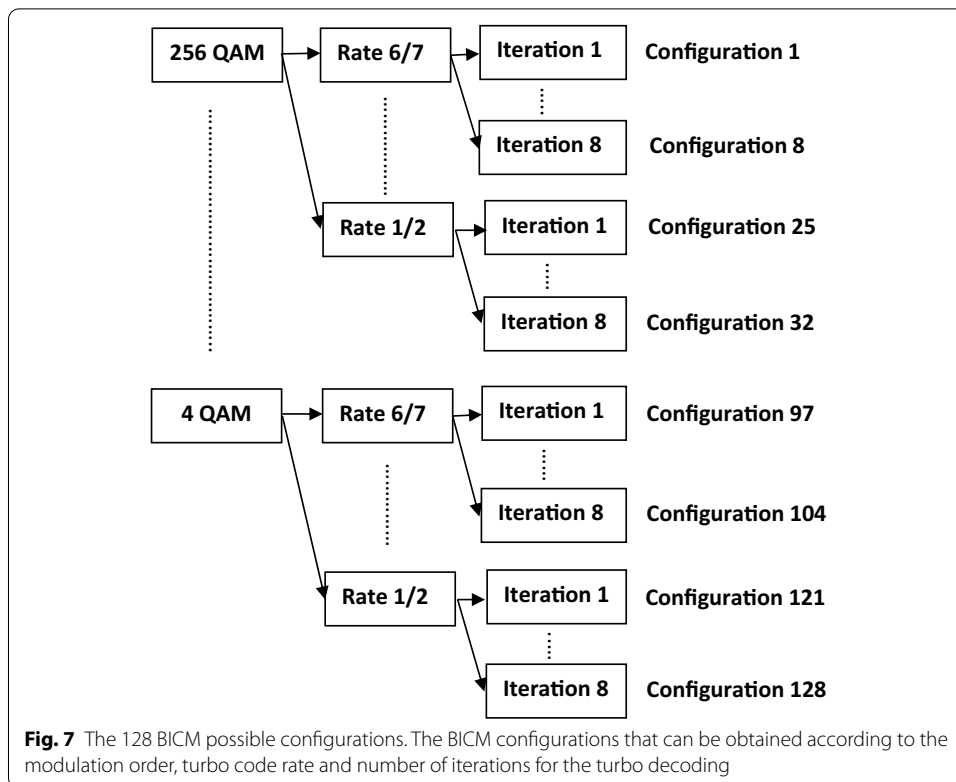 256 QAM Rate 6/7 Iteration 1 Configuration 1
Iteration 8 Configuration 8
Rate 1/2 Iteration 1 Configuration 25
Iteration 8 Configuration 32
4 QAM Rate 6/7 Iteration 1 Configuration 97
Iteration 8 Configuration 104
Rate 1/2 Iteration 1 Configuration 121
Iteration 8 Configuration 128
Fig. 7 The 128 BICM possible configurations. The BICM configurations that can be obtained according to the
modulation order, turbo code rate and number of iterations for the turbo decoding